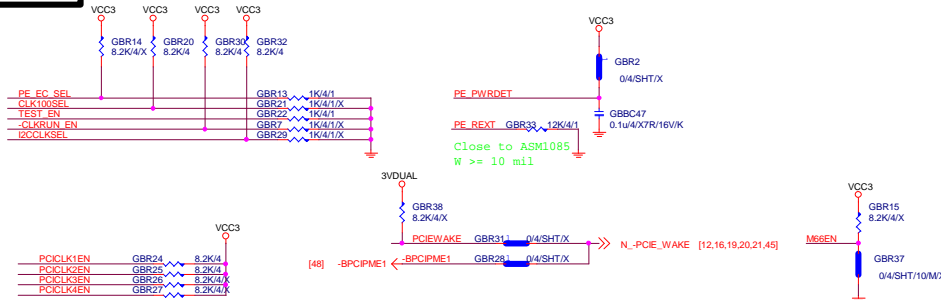 VCC3 VCC3 VCC3 VCC3
GBR14 8.2K/4/X
GBR20 8.2K/4
GBR30 8.2K/4
GBR32 8.2K/4
PE_EC_SEL GBR13 1K/4/1
CLK100SEL GBR21 1K/4/1/X
TEST_EN GBR22 1K/4/1
-CLKRUN_EN GBR7 1K/4/1/X
I2CCLKSEL GBR29 1K/4/1/X
VCC3
GBR2
0/4/SHT/X
PE_PWRDET
GBBC47
0.1u/4/X7R/16V/K
PE_REXT GBR33 12K/4/1
Close to ASM1085
W >= 10 mil
3VDUAL
GBR38
8.2K/4/X
PCIEWAKE GBR31 1 0/4/SHT/X
N_-PCIE_WAKE [12,16,19,20,21,45]
[48] -BPCIPME1 -BPCIPME1 GBR28 1 0/4/SHT/X
VCC3
GBR15
8.2K/4/X
M66EN
GBR37
0/4/SHT/10/M/X
VCC3
PCICLK1EN GBR24 8.2K/4
PCICLK2EN GBR25 8.2K/4
PCICLK3EN GBR26 8.2K/4/X
PCICLK4EN GBR27 8.2K/4/X